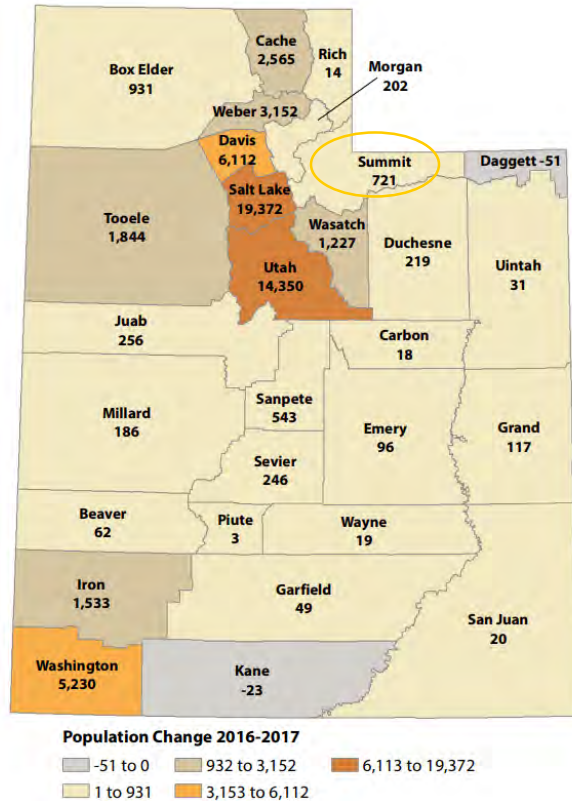 Cache
2,565
Rich
14
Box Elder
931
Morgan
202
Weber 3,152
Davis
6,112
Summit
721
Daggett -51
Salt Lake
19,372
Tooele
1,844
Wasatch
1,227
Duchesne
219
Uintah
31
Utah
14,350
Juab
256
Carbon
18
Sanpete
543
Millard
186
Emery
96
Grand
117
Sevier
246
Beaver
62
Piute
3
Wayne
19
Iron
1,533
Garfield
49
San Juan
20
Washington
5,230
Kane
-23
Population Change 2016-2017
-51 to 0
932 to 3,152
6,113 to 19,372
1 to 931
3,153 to 6,112